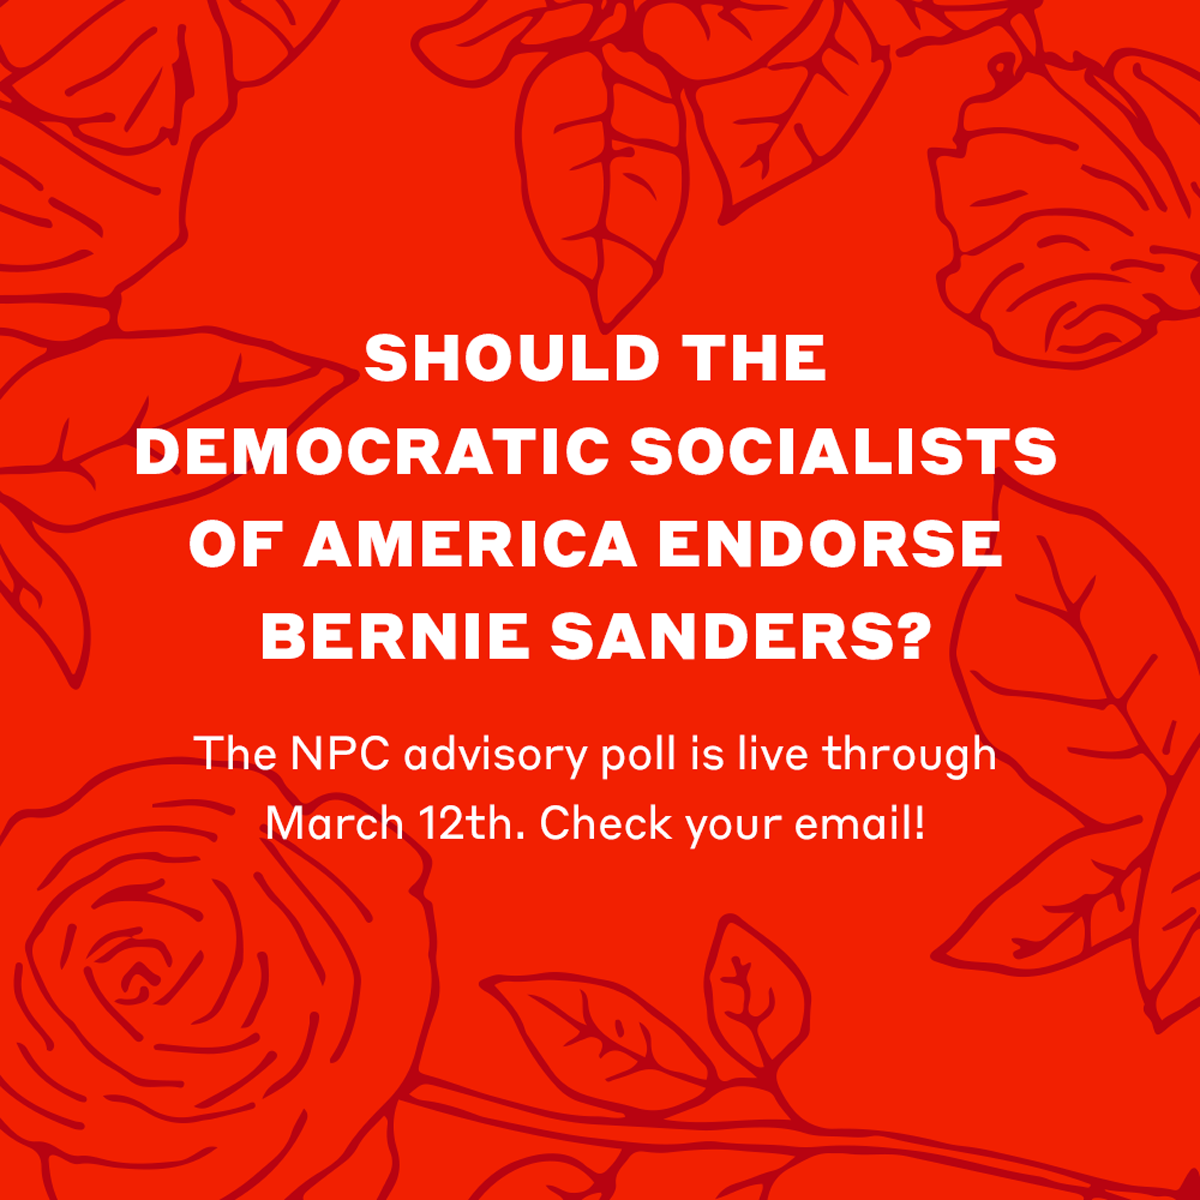 SHOULD THE
DEMOCRATIC SOCIALISTS
OF AMERICA ENDORSE
BERNIE SANDERS?
The NPC advisory poll is live through
March 12th. Check your email!